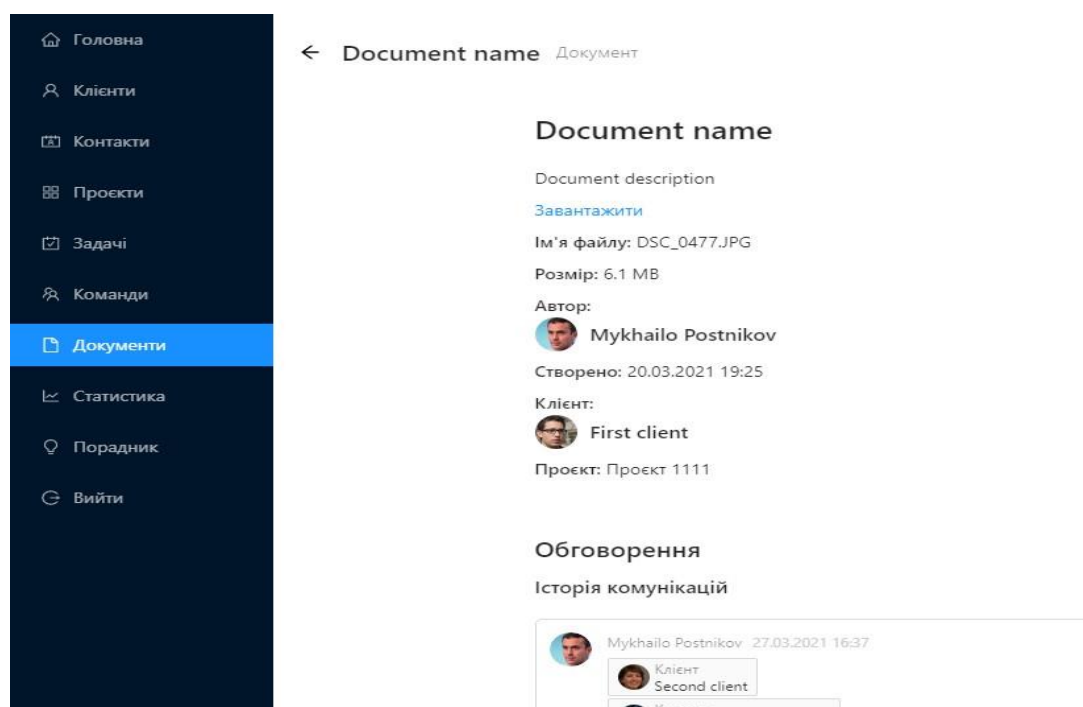 Головна
Клієнти
Контакти
Проєкти
Задачі
Команди
Документи
Статистика
Порадник
Вийти
Document name Документ
Document name
Document description
Завантажити
Ім'я файлу: DSC_0477.JPG
Розмір: 6.1 MB
Автор:
Mykhailo Postnikov
Створено: 20.03.2021 19:25
Клієнт:
First client
Проєкт: Проєкт 1111
Обговорення
Історія комунікацій
Mykhailo Postnikov 27.03.2021 16:37
Клієнт
Second client